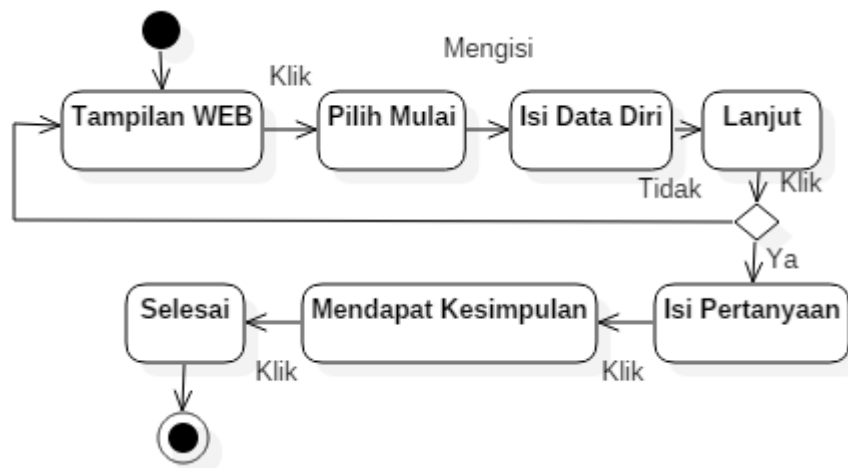 Mengisi
Klik
Tampilan WEB
Pilih Mulai
Isi Data Diri
Lanjut
Tidak
Klik
Ya
Selesai
Mendapat Kesimpulan
Isi Pertanyaan
Klik
Klik